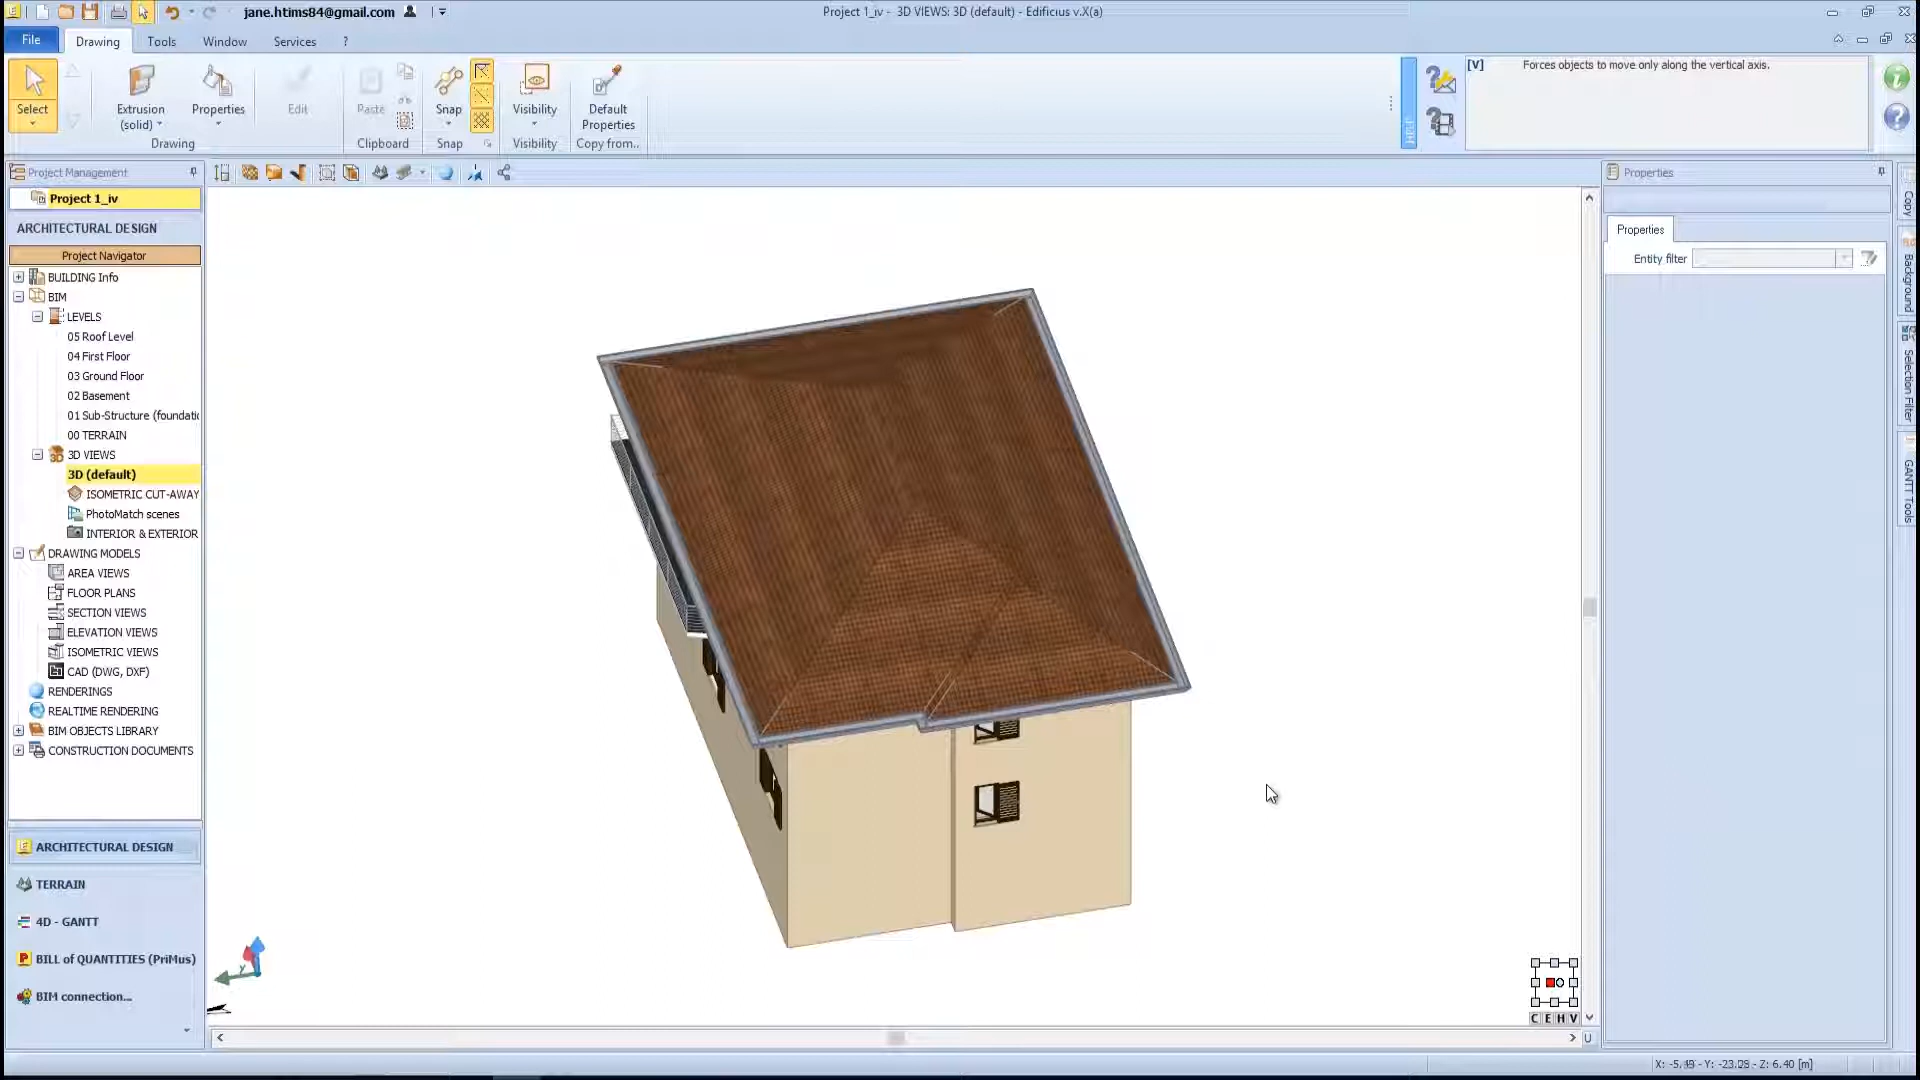 jane.htims84@gmail.com
Project 1_iv - 3D VIEWS: 3D (default) - Edificius v.X(a)
File
Drawing
Tools
Window
Services
?
Select
Extrusion
(solid)
Properties
Edit
Paste
Snap
Visibility
Default
Properties
Drawing
Clipboard
Snap
Visibility
Copy from..
HELP
[V]
Forces objects to move only along the vertical axis.
Project Management
Project 1_iv
ARCHITECTURAL DESIGN
Project Navigator
BUILDING Info
BIM
LEVELS
05 Roof Level
04 First Floor
03 Ground Floor
02 Basement
01 Sub-Structure (foundatio
00 TERRAIN
3D VIEWS
3D (default)
ISOMETRIC CUT-AWAY
PhotoMatch scenes
INTERIOR & EXTERIOR
DRAWING MODELS
AREA VIEWS
FLOOR PLANS
SECTION VIEWS
ELEVATION VIEWS
ISOMETRIC VIEWS
CAD (DWG, DXF)
RENDERINGS
REALTIME RENDERING
BIM OBJECTS LIBRARY
CONSTRUCTION DOCUMENTS
ARCHITECTURAL DESIGN
TERRAIN
4D - GANTT
BILL of QUANTITIES (PriMus)
BIM connection...
Y
C E H V
U
Properties
Properties
Entity filter
Copy
Background
Selection Filter
GANTT Tools